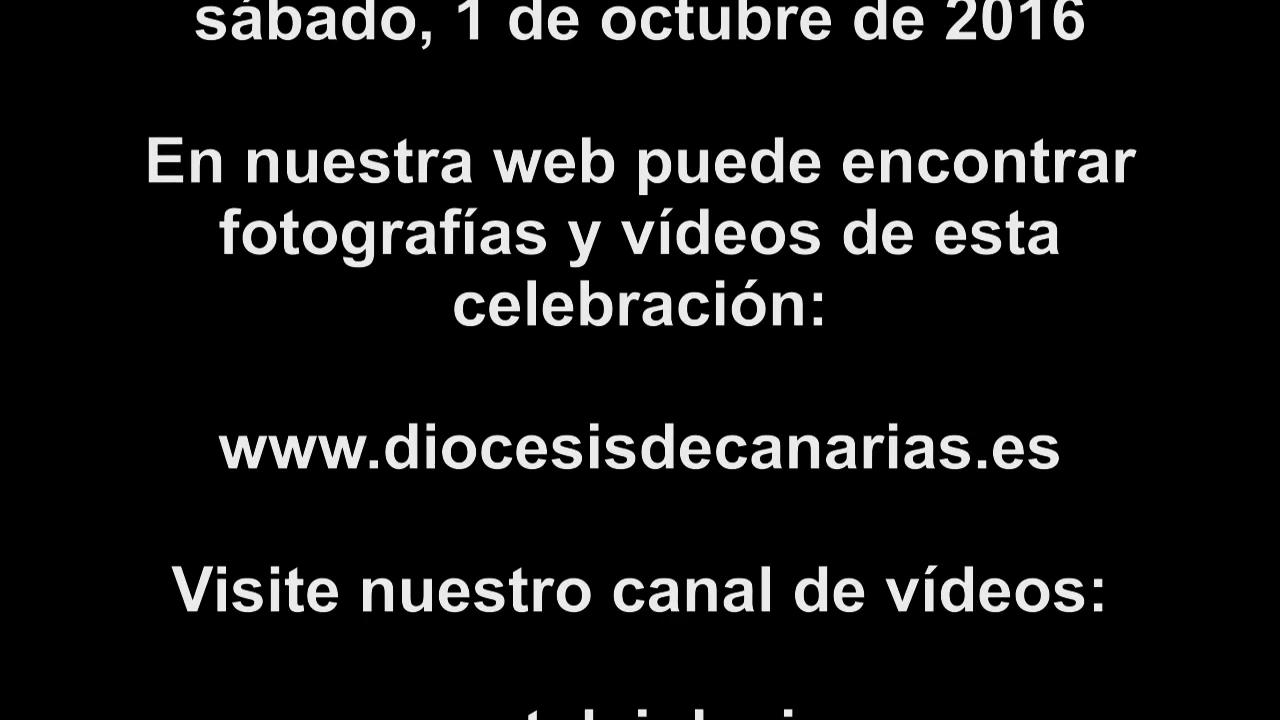 sábado, 1 de octubre de 2016
En nuestra web puede encontrar
fotografías y vídeos de esta
celebración:
www.diocesisdecanarias.es
Visite nuestro canal de vídeos: